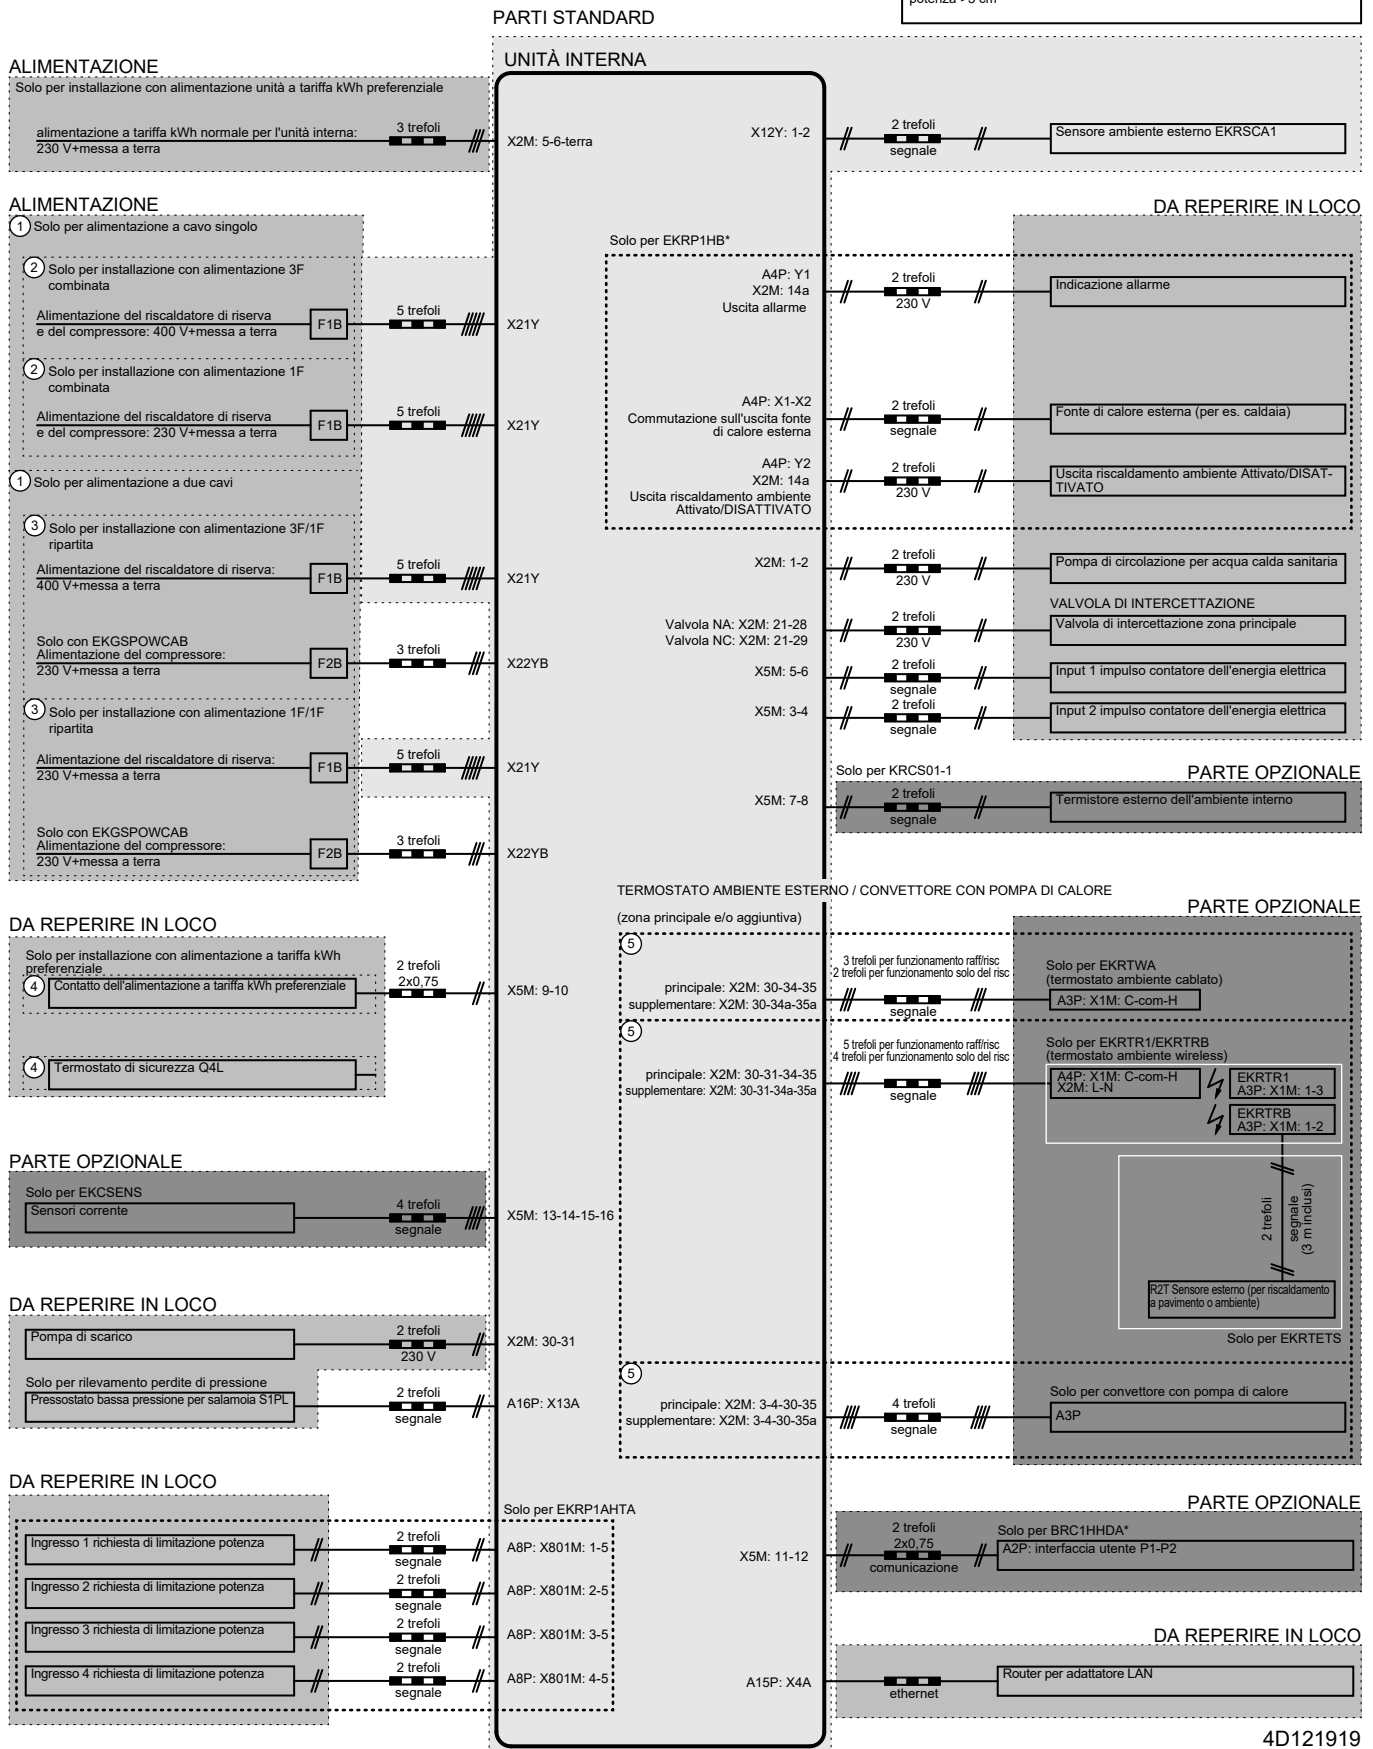 PARTI STANDARD
UNITÀ INTERNA
ALIMENTAZIONE
Solo per installazione con alimentazione unità a tariffa kWh preferenziale
alimentazione a tariffa kWh normale per l'unità interna:
230 V+messa a terra
3 trefoli
X2M: 5-6-terra
X12Y: 1-2
2 trefoli
segnale
Sensore ambiente esterno EKRSCA1
ALIMENTAZIONE
1 Solo per alimentazione a cavo singolo
2 Solo per installazione con alimentazione 3F
combinata
Alimentazione del riscaldatore di riserva
e del compressore: 400 V+messa a terra
F1B
5 trefoli
X21Y
2 Solo per installazione con alimentazione 1F
combinata
Alimentazione del riscaldatore di riserva
e del compressore: 230 V+messa a terra
F1B
5 trefoli
X21Y
1 Solo per alimentazione a due cavi
3 Solo per installazione con alimentazione 3F/1F
ripartita
Alimentazione del riscaldatore di riserva:
400 V+messa a terra
F1B
5 trefoli
X21Y
Solo con EKGSPOWCAB
Alimentazione del compressore:
230 V+messa a terra
F2B
3 trefoli
X22YB
3 Solo per installazione con alimentazione 1F/1F
ripartita
Alimentazione del riscaldatore di riserva:
230 V+messa a terra
F1B
5 trefoli
X21Y
Solo con EKGSPOWCAB
Alimentazione del compressore:
230 V+messa a terra
F2B
3 trefoli
X22YB
DA REPERIRE IN LOCO
Solo per installazione con alimentazione a tariffa kWh
preferenziale
4 Contatto dell'alimentazione a tariffa kWh preferenziale
2 trefoli
2x0,75
X5M: 9-10
4 Termostato di sicurezza Q4L
PARTE OPZIONALE
Solo per EKCSENS
Sensori corrente
4 trefoli
segnale
X5M: 13-14-15-16
DA REPERIRE IN LOCO
Pompa di scarico
2 trefoli
230 V
X2M: 30-31
Solo per rilevamento perdite di pressione
Pressostato bassa pressione per salamoia S1PL
2 trefoli
segnale
A16P: X13A
DA REPERIRE IN LOCO
Solo per EKRP1AHTA
Ingresso 1 richiesta di limitazione potenza
2 trefoli
segnale
A8P: X801M: 1-5
Ingresso 2 richiesta di limitazione potenza
2 trefoli
segnale
A8P: X801M: 2-5
Ingresso 3 richiesta di limitazione potenza
2 trefoli
segnale
A8P: X801M: 3-5
Ingresso 4 richiesta di limitazione potenza
2 trefoli
segnale
A8P: X801M: 4-5
DA REPERIRE IN LOCO
Solo per EKRP1HB*
A4P: Y1
X2M: 14a
Uscita allarme
2 trefoli
230 V
Indicazione allarme
A4P: X1-X2
Commutazione sull'uscita fonte
di calore esterna
2 trefoli
segnale
Fonte di calore esterna (per es. caldaia)
A4P: Y2
X2M: 14a
Uscita riscaldamento ambiente
Attivato/DISATTIVATO
2 trefoli
230 V
Uscita riscaldamento ambiente Attivato/DISAT-
TIVATO
X2M: 1-2
2 trefoli
230 V
Pompa di circolazione per acqua calda sanitaria
VALVOLA DI INTERCETTAZIONE
Valvola NA: X2M: 21-28
Valvola NC: X2M: 21-29
2 trefoli
230 V
Valvola di intercettazione zona principale
X5M: 5-6
2 trefoli
segnale
Input 1 impulso contatore dell'energia elettrica
X5M: 3-4
2 trefoli
segnale
Input 2 impulso contatore dell'energia elettrica
Solo per KRCS01-1
PARTE OPZIONALE
X5M: 7-8
2 trefoli
segnale
Termistore esterno dell'ambiente interno
TERMOSTATO AMBIENTE ESTERNO / CONVETTORE CON POMPA DI CALORE
PARTE OPZIONALE
(zona principale e/o aggiuntiva)
5
principale: X2M: 30-34-35
supplementare: X2M: 30-34a-35a
3 trefoli per funzionamento raff/risc
2 trefoli per funzionamento solo del risc
segnale
Solo per EKRTWA
(termostato ambiente cablato)
A3P: X1M: C-com-H
5
principale: X2M: 30-31-34-35
supplementare: X2M: 30-31-34a-35a
5 trefoli per funzionamento raff/risc
4 trefoli per funzionamento solo del risc
segnale
Solo per EKRTR1/EKRTRB
(termostato ambiente wireless)
A4P: X1M: C-com-H
X2M: L-N
EKRTR1
A3P: X1M: 1-3
EKRTRB
A3P: X1M: 1-2
2 trefoli
segnale
(3 m inclusi)
R2T Sensore esterno (per riscaldamento
a pavimento o ambiente)
Solo per EKRTETS
5
principale: X2M: 3-4-30-35
supplementare: X2M: 3-4-30-35a
4 trefoli
segnale
Solo per convettore con pompa di calore
A3P
PARTE OPZIONALE
X5M: 11-12
2 trefoli
2x0,75
comunicazione
Solo per BRC1HHDA*
A2P: interfaccia utente P1-P2
DA REPERIRE IN LOCO
A15P: X4A
ethernet
Router per adattatore LAN
4D121919